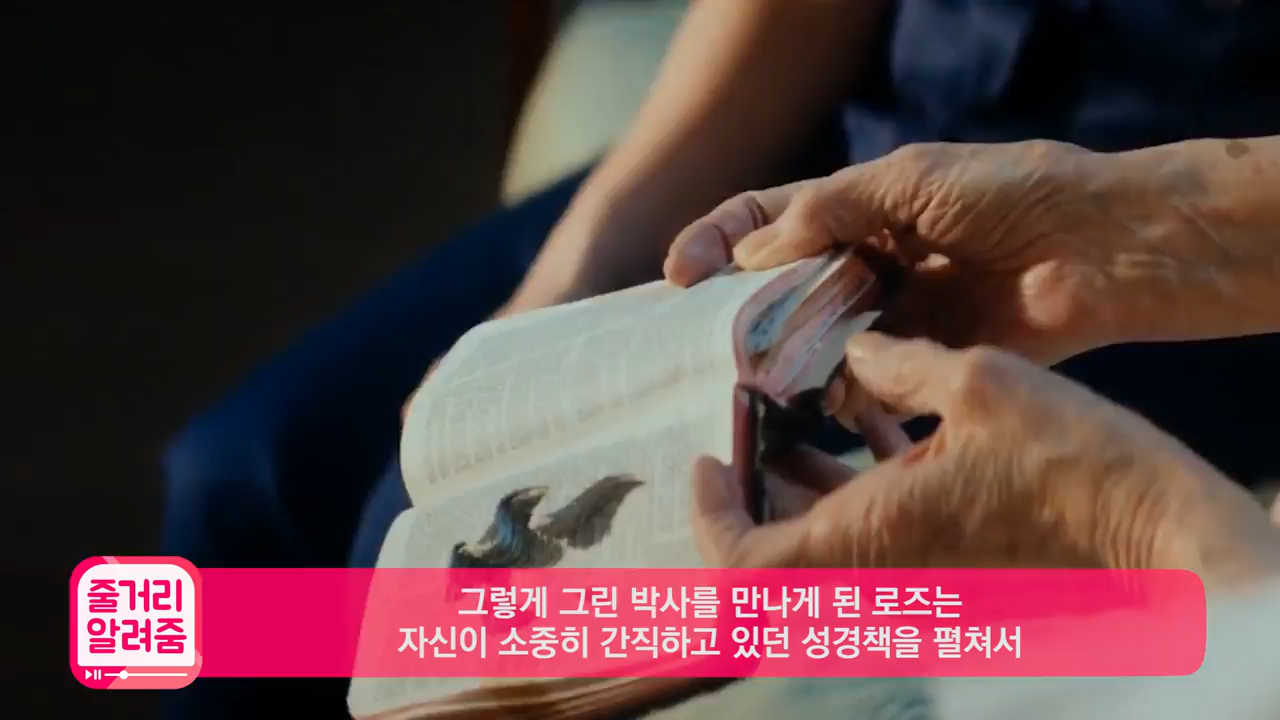 줄거리
알려줌
그렇게 그린 박사를 만나게 된 로즈는
자신이 소중히 간직하고 있던 성경책을 펼쳐서